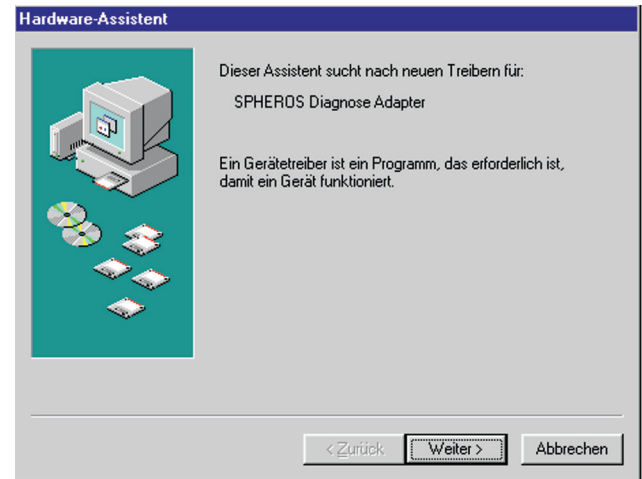 Hardware-Assistent
Dieser Assistent sucht nach neuen Treibern für:
SPHEROS Diagnose Adapter
Ein Gerätetreiber ist ein Programm, das erforderlich ist,
damit ein Gerät funktioniert.
< Zurück Weiter > Abbrechen